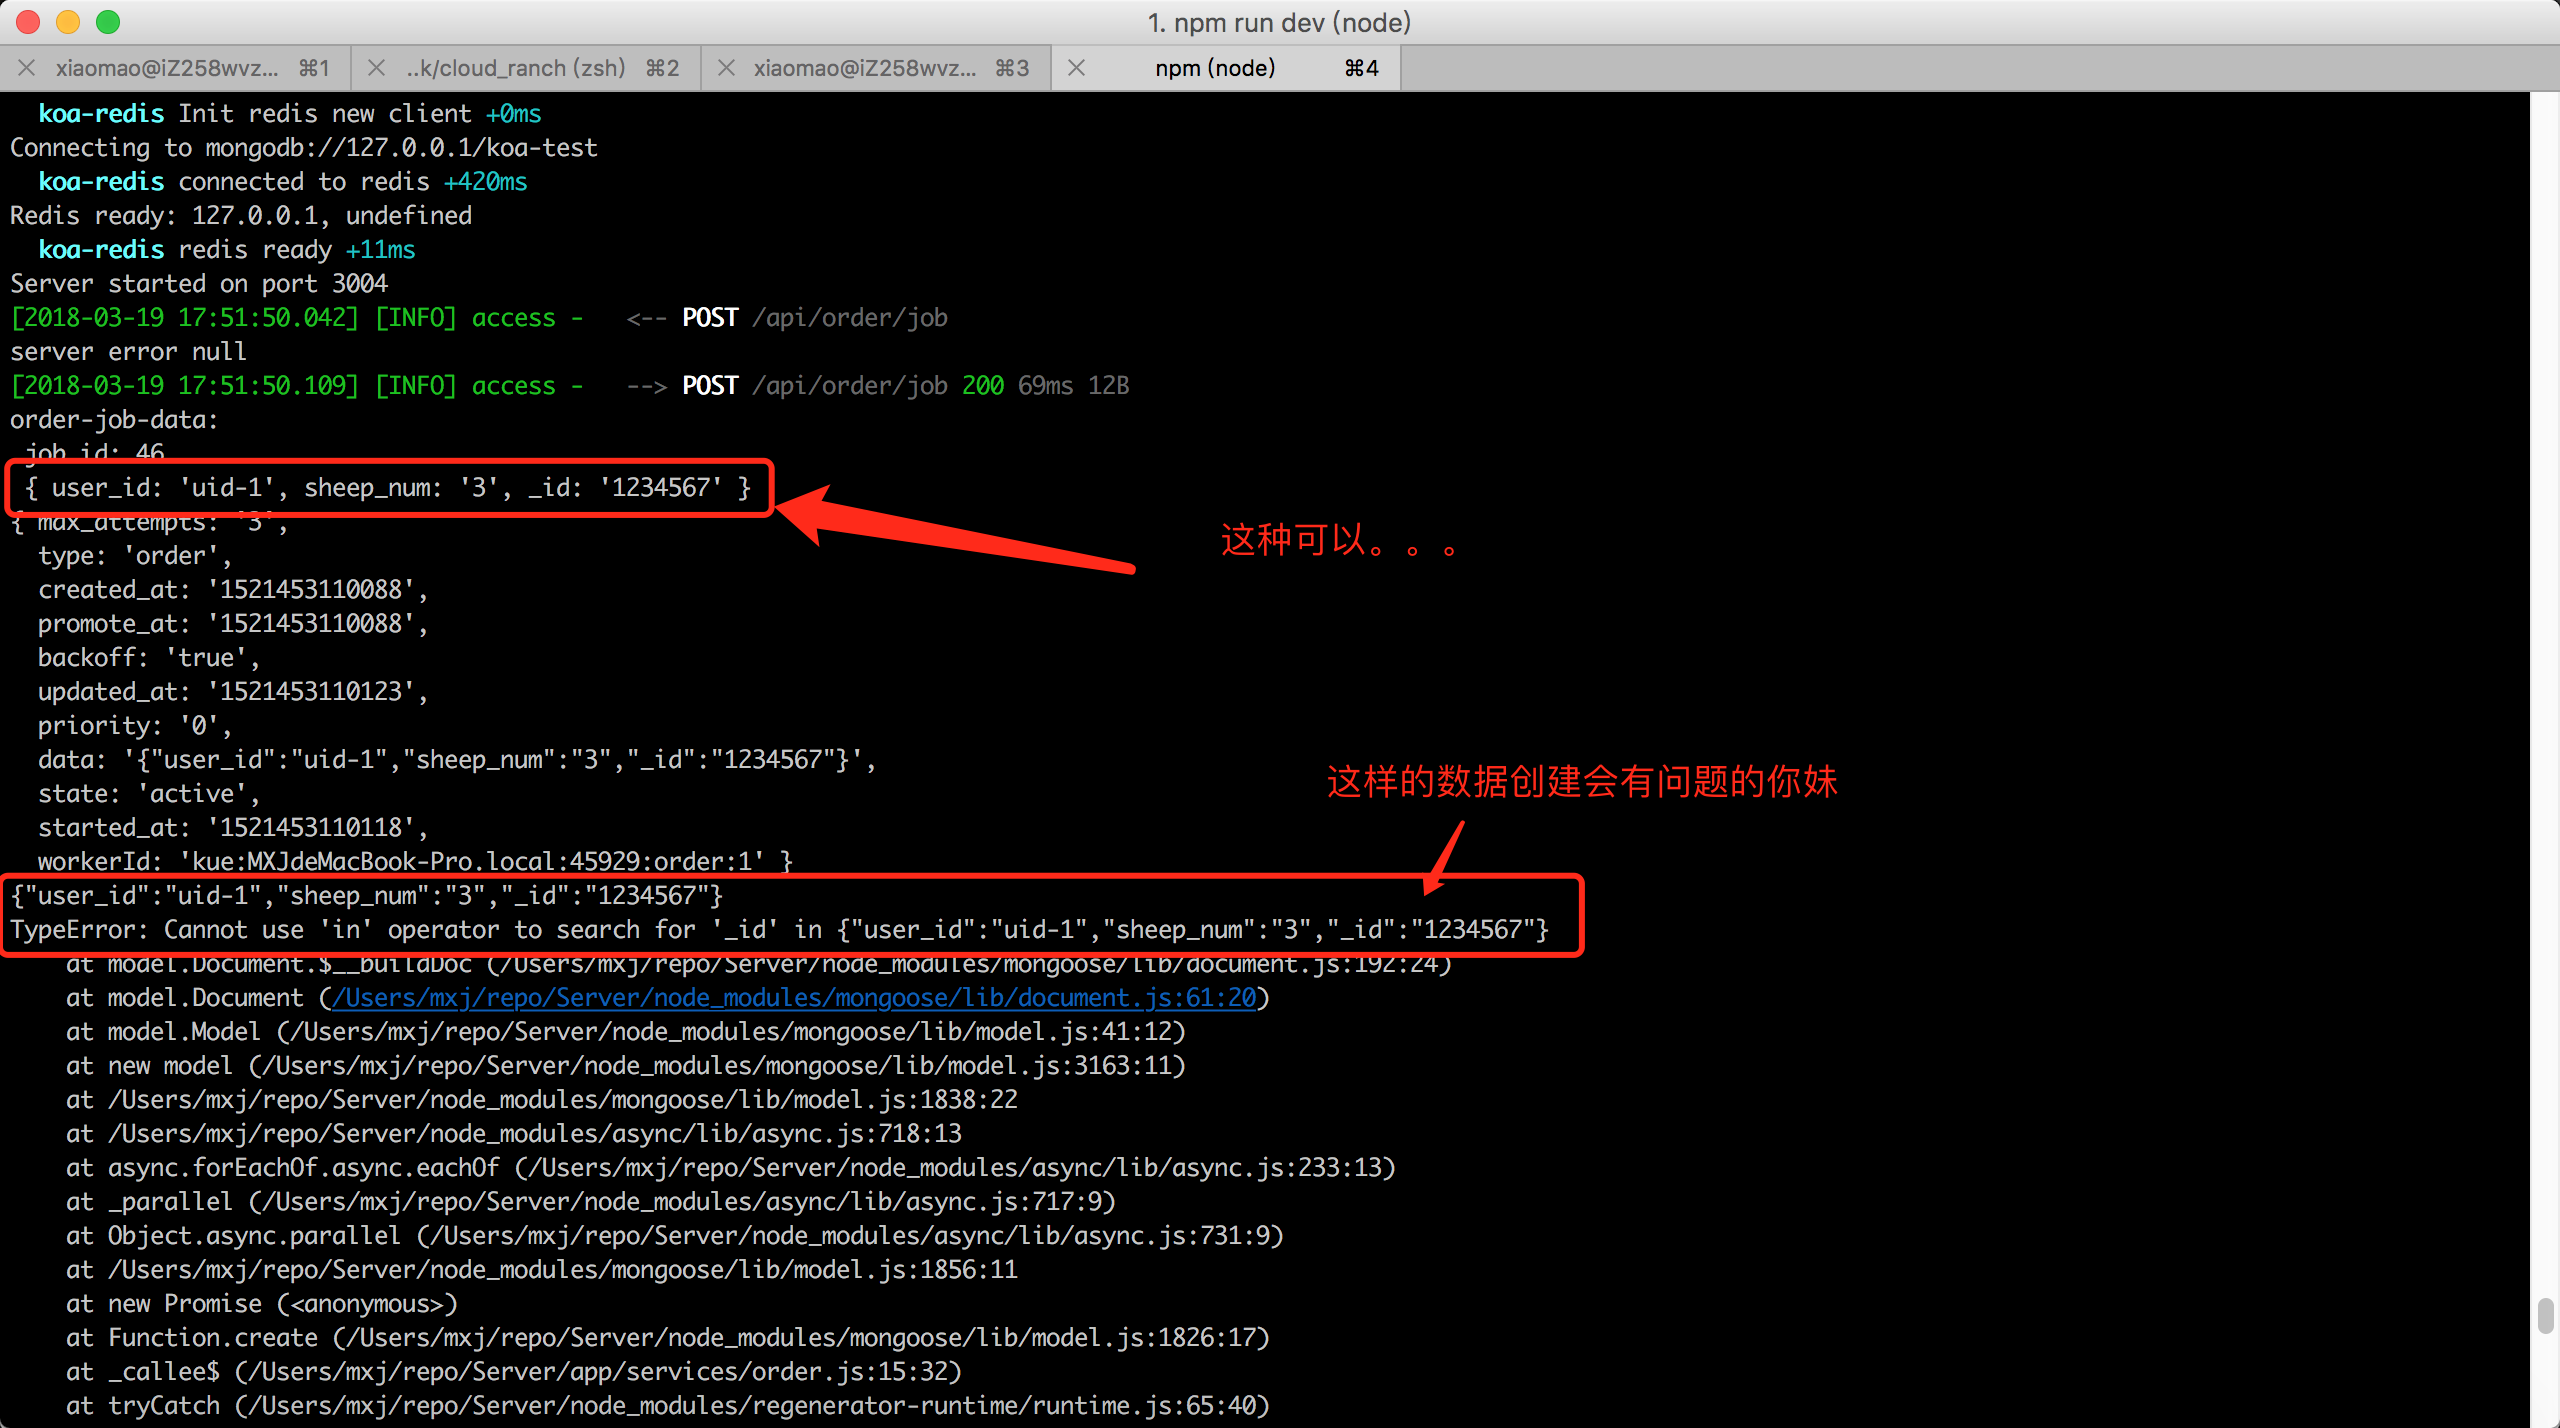 1. npm run dev (node)
xiaomao@iZ258wvz... ⌘1
..k/cloud_ranch (zsh) ⌘2
xiaomao@iZ258wvz... ⌘3
npm (node) ⌘4
koa-redis Init redis new client +0ms
Connecting to mongodb://127.0.0.1/koa-test
koa-redis connected to redis +420ms
Redis ready: 127.0.0.1, undefined
koa-redis redis ready +11ms
Server started on port 3004
[2018-03-19 17:51:50.042] [INFO] access - <-- POST /api/order/job
server error null
[2018-03-19 17:51:50.109] [INFO] access - --> POST /api/order/job 200 69ms 12B
order-job-data:
job id: 46
{ user_id: 'uid-1', sheep_num: '3', _id: '1234567' }
{ max_attempts: '3',
这种可以。。。
type: 'order',
created_at: '1521453110088',
promote_at: '1521453110088',
backoff: 'true',
updated_at: '1521453110123',
priority: '0',
data: '{"user_id":"uid-1","sheep_num":"3","_id":"1234567"}',
这样的数据创建会有问题的你妹
state: 'active',
started_at: '1521453110118',
workerId: 'kue:MXJdeMacBook-Pro.local:45929:order:1' }
{"user_id":"uid-1","sheep_num":"3","_id":"1234567"}
TypeError: Cannot use 'in' operator to search for '_id' in {"user_id":"uid-1","sheep_num":"3","_id":"1234567"}
at model.Document.$__buildDoc (/Users/mxj/repo/Server/node_modules/mongoose/lib/document.js:192:24)
at model.Document (/Users/mxj/repo/Server/node_modules/mongoose/lib/document.js:61:20)
at model.Model (/Users/mxj/repo/Server/node_modules/mongoose/lib/model.js:41:12)
at new model (/Users/mxj/repo/Server/node_modules/mongoose/lib/model.js:3163:11)
at /Users/mxj/repo/Server/node_modules/mongoose/lib/model.js:1838:22
at /Users/mxj/repo/Server/node_modules/async/lib/async.js:718:13
at async.forEachOf.async.eachOf (/Users/mxj/repo/Server/node_modules/async/lib/async.js:233:13)
at _parallel (/Users/mxj/repo/Server/node_modules/async/lib/async.js:717:9)
at Object.async.parallel (/Users/mxj/repo/Server/node_modules/async/lib/async.js:731:9)
at /Users/mxj/repo/Server/node_modules/mongoose/lib/model.js:1856:11
at new Promise (<anonymous>)
at Function.create (/Users/mxj/repo/Server/node_modules/mongoose/lib/model.js:1826:17)
at _callee$ (/Users/mxj/repo/Server/app/services/order.js:15:32)
at tryCatch (/Users/mxj/repo/Server/node_modules/regenerator-runtime/runtime.js:65:40)